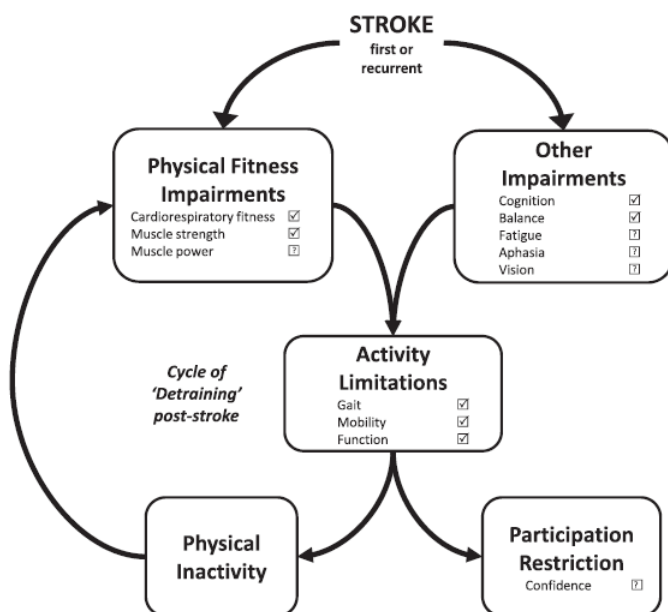 STROKE
first or
recurrent
Physical Fitness
Impairments
Cardiorespiratory fitness ☑
Muscle strength ☑
Muscle power ⍰
Other
Impairments
Cognition ☑
Balance ☑
Fatigue ⍰
Aphasia ⍰
Vision ⍰
Activity
Limitations
Gait ☑
Mobility ☑
Function ☑
Cycle of
‘Detraining’
post-stroke
Physical
Inactivity
Participation
Restriction
Confidence ⍰